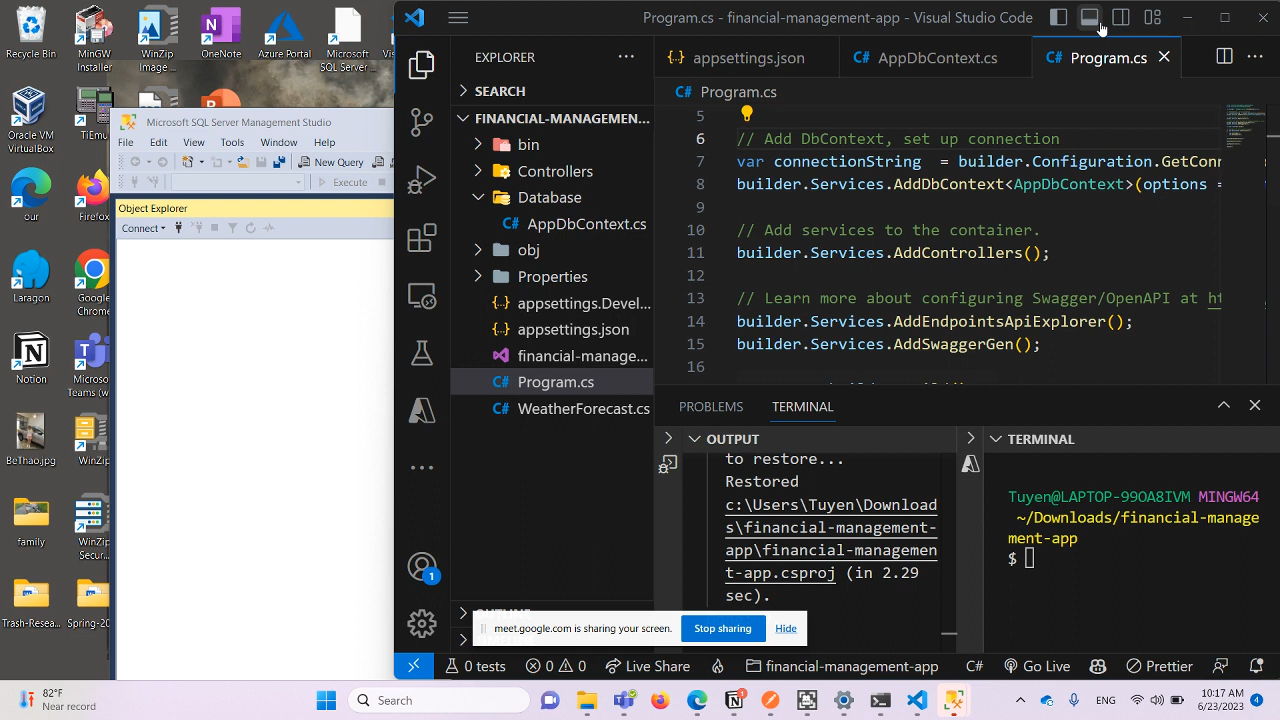 Recycle Bin
MinGW Installer
WinZip Image ...
OneNote
Azure Portal
Microsoft SQL Server ...
Oracle VM VirtualBox
TiEmu
our
Firefox
Laragon
Google Chrome
Notion
Microso... Teams (w...
BeThao.jpg
WinZip
family
WinZip Secu...
Trash-Resea...
Spring-20...
Microsoft SQL Server Management Studio
File Edit View Tools Window Help
New Query
Execute
Object Explorer
Connect
Program.cs - financial-management-app - Visual Studio Code
EXPLORER
SEARCH
FINANCIAL-MANAGEMEN...
bin
Controllers
Database
AppDbContext.cs
obj
Properties
appsettings.Devel...
appsettings.json
financial-manage...
Program.cs
WeatherForecast.cs
appsettings.json
AppDbContext.cs
Program.cs
Program.cs
5
6 // Add DbContext, set up connection
7 var connectionString = builder.Configuration.GetConn
8 builder.Services.AddDbContext<AppDbContext>(options =
9
10 // Add services to the container.
11 builder.Services.AddControllers();
12
13 // Learn more about configuring Swagger/OpenAPI at ht
14 builder.Services.AddEndpointsApiExplorer();
15 builder.Services.AddSwaggerGen();
16
PROBLEMS TERMINAL
OUTPUT
to restore...
Restored
c:\Users\Tuyen\Download
s\financial-management-
app\financial-managemen
t-app.csproj (in 2.29
sec).
TERMINAL
Tuyen@LAPTOP-99OA8IVM MINGW64
~/Downloads/financial-manage
ment-app
$
1
meet.google.com is sharing your screen. Stop sharing Hide
0 tests 0 0 Live Share financial-management-app C# Go Live Prettier
82°F
Near record
Search
ENG
10:17 AM
6/23/2023
4